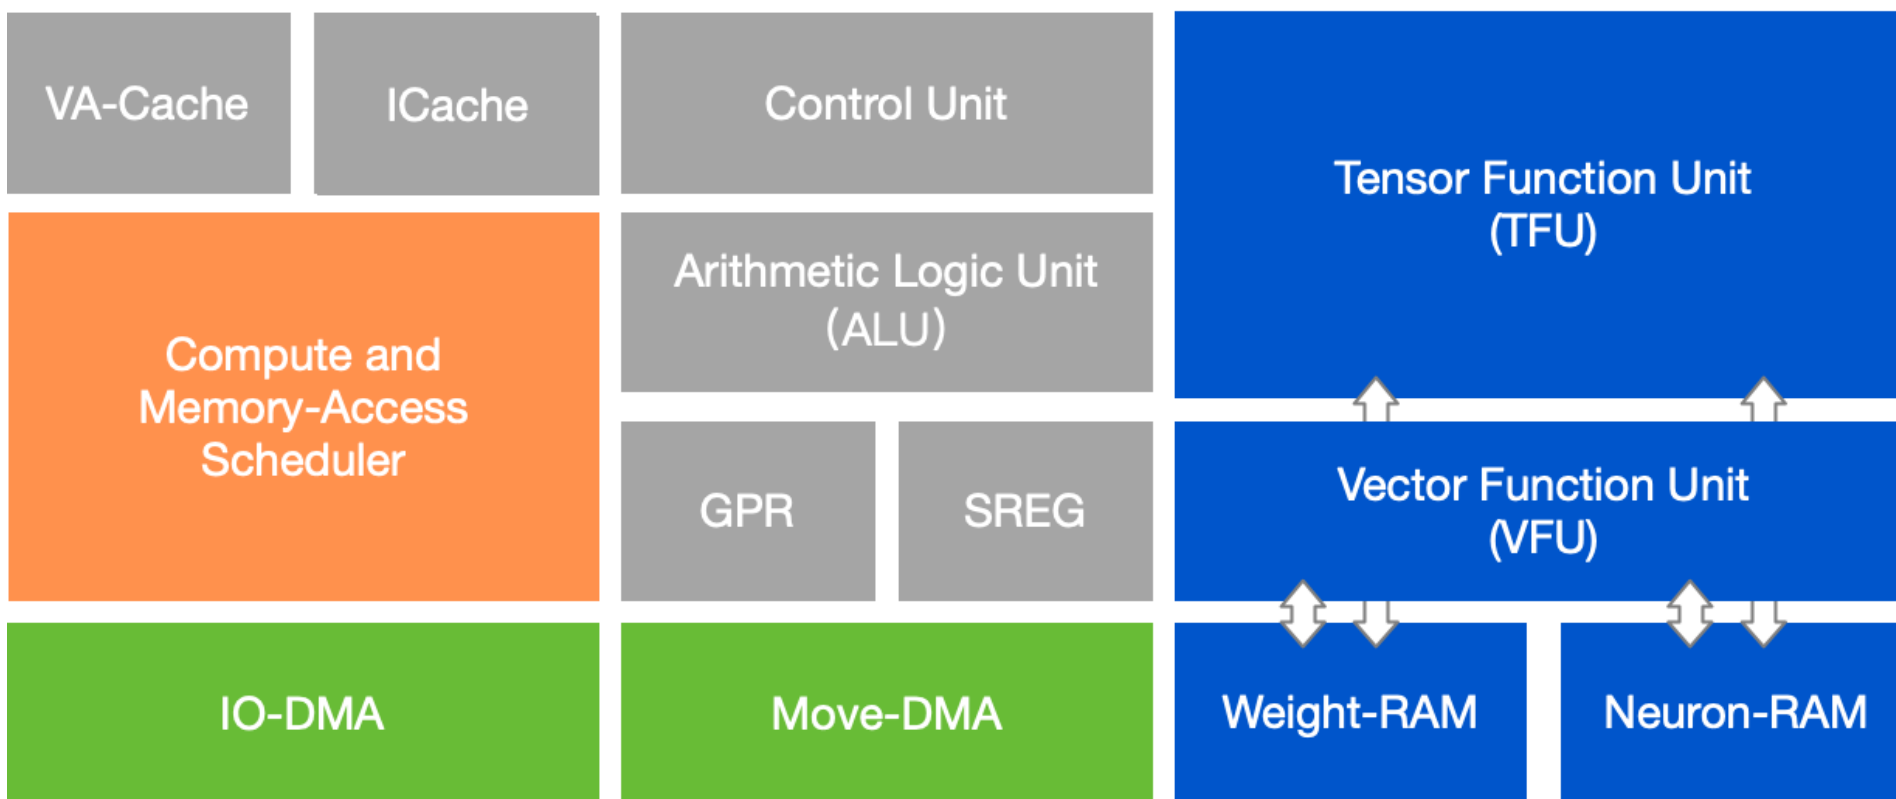 VA-Cache
ICache
Control Unit
Tensor Function Unit
(TFU)
Arithmetic Logic Unit
(ALU)
Compute and
Memory-Access
Scheduler
GPR
SREG
Vector Function Unit
(VFU)
IO-DMA
Move-DMA
Weight-RAM
Neuron-RAM